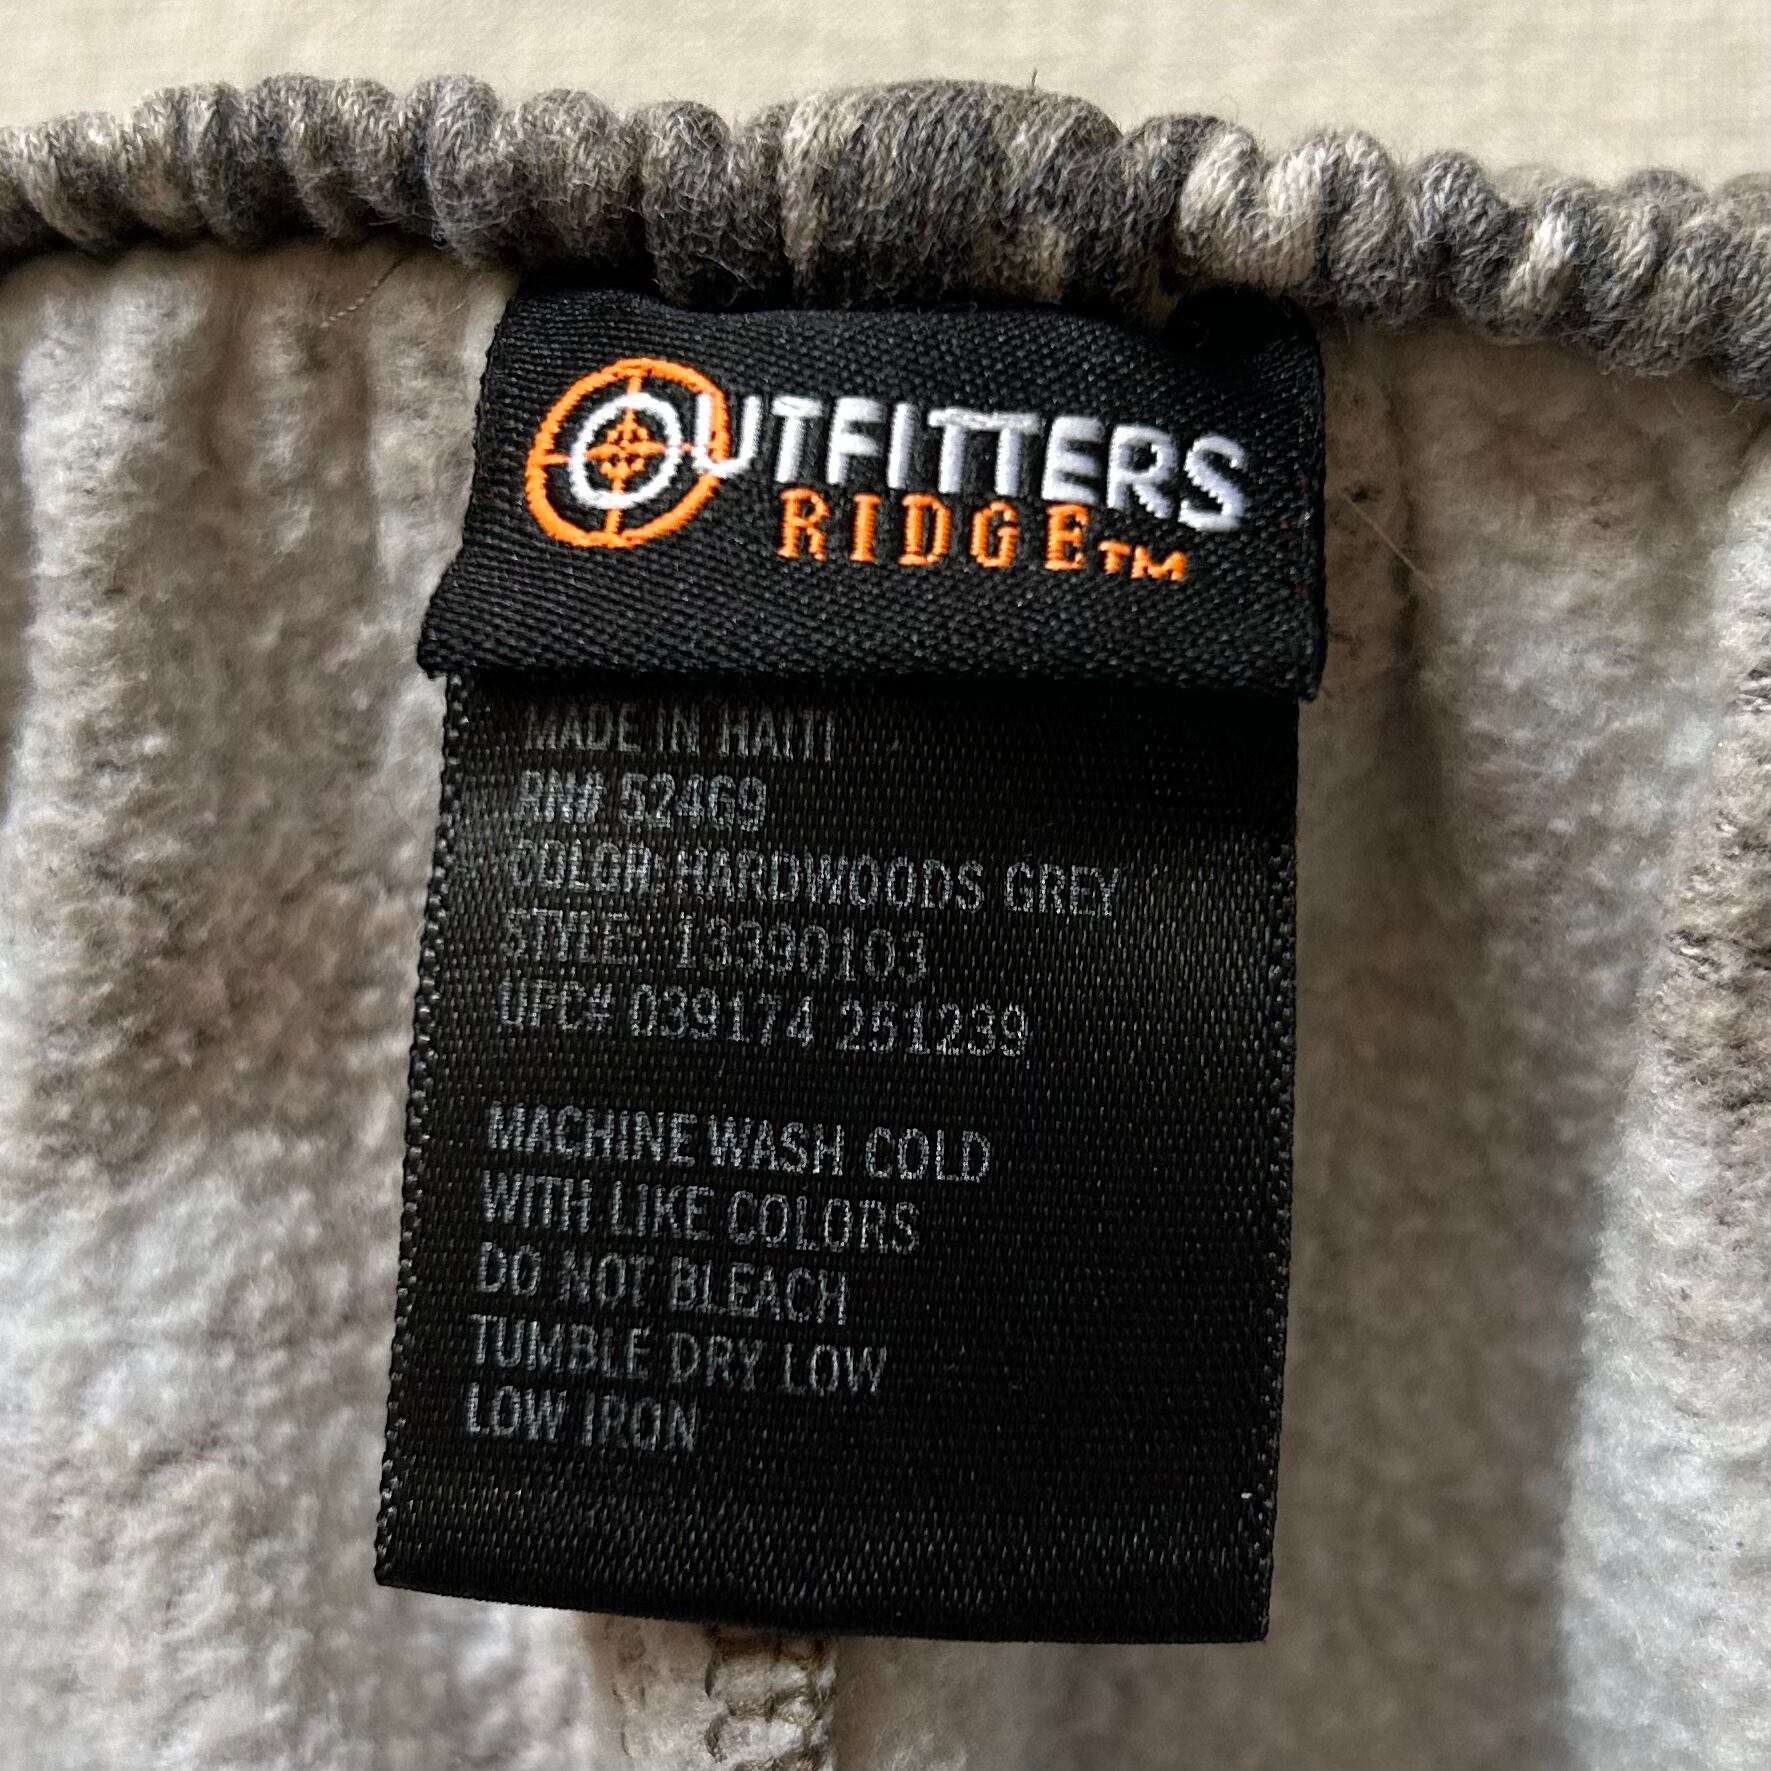 OUTFITTERS
RIDGE™
MADE IN HAITI
RN# 52469
COLOR: HARDWOODS GREY
STYLE: 13390103
UPC# 039174 251239
MACHINE WASH COLD
WITH LIKE COLORS
DO NOT BLEACH
TUMBLE DRY LOW
LOW IRON